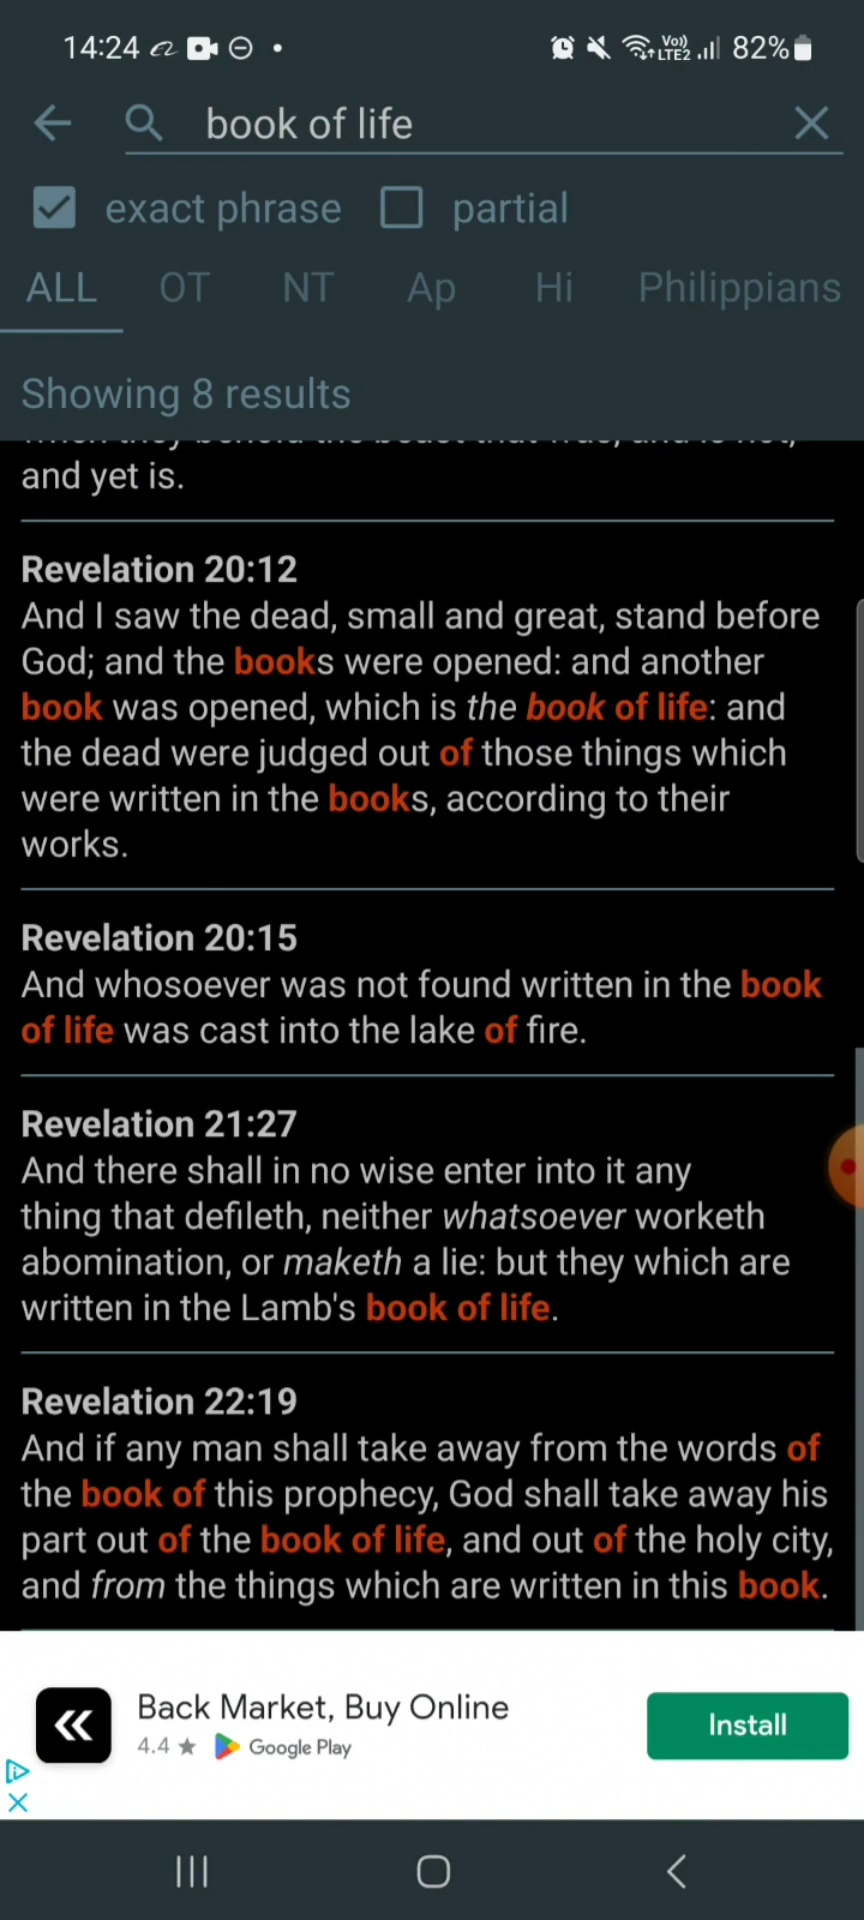 14:24
Vo))
LTE2
82%
book of life
exact phrase
partial
ALL OT NT Ap Hi Philippians
Showing 8 results
and yet is.
Revelation 20:12
And I saw the dead, small and great, stand before
God; and the books were opened: and another
book was opened, which is the book of life: and
the dead were judged out of those things which
were written in the books, according to their
works.
Revelation 20:15
And whosoever was not found written in the book
of life was cast into the lake of fire.
Revelation 21:27
And there shall in no wise enter into it any
thing that defileth, neither whatsoever worketh
abomination, or maketh a lie: but they which are
written in the Lamb's book of life.
Revelation 22:19
And if any man shall take away from the words of
the book of this prophecy, God shall take away his
part out of the book of life, and out of the holy city,
and from the things which are written in this book.
Back Market, Buy Online
4.4 ★ Google Play
Install